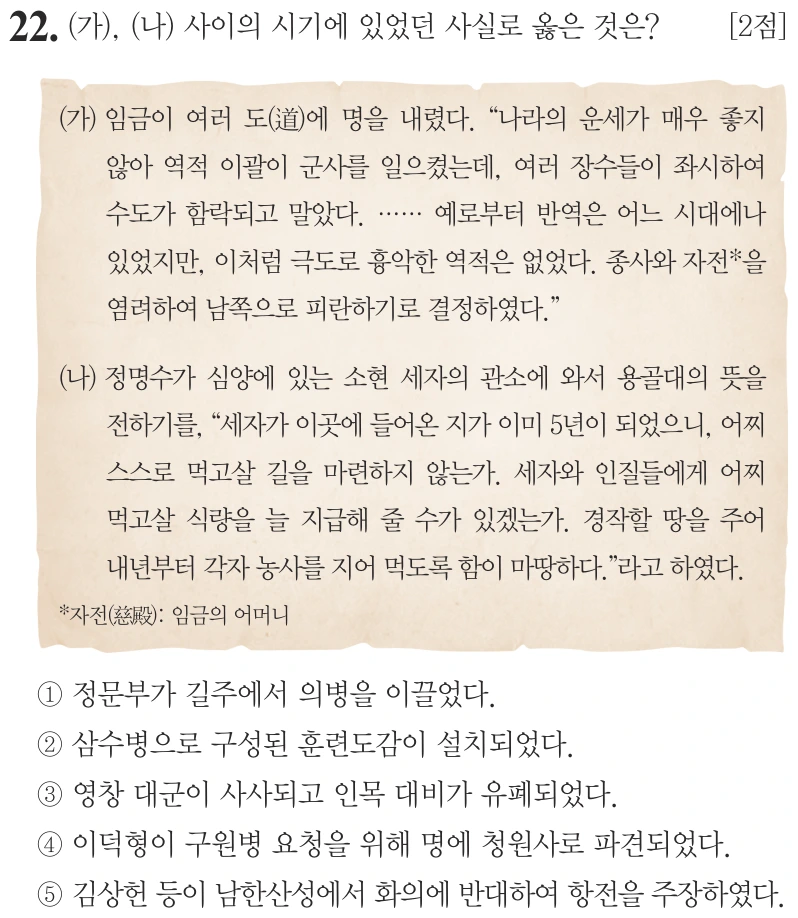 22. (가), (나) 사이의 시기에 있었던 사실로 옳은 것은? [2점]
(가) 임금이 여러 도(道)에 명을 내렸다. “나라의 운세가 매우 좋지
않아 역적 이괄이 군사를 일으켰는데, 여러 장수들이 좌시하여
수도가 함락되고 말았다. …… 예로부터 반역은 어느 시대에나
있었지만, 이처럼 극도로 흉악한 역적은 없었다. 종사와 자전*을
염려하여 남쪽으로 피란하기로 결정하였다.”
(나) 정명수가 심양에 있는 소현 세자의 관소에 와서 용골대의 뜻을
전하기를, “세자가 이곳에 들어온 지가 이미 5년이 되었으니, 어찌
스스로 먹고살 길을 마련하지 않는가. 세자와 인질들에게 어찌
먹고살 식량을 늘 지급해 줄 수가 있겠는가. 경작할 땅을 주어
내년부터 각자 농사를 지어 먹도록 함이 마땅하다.”라고 하였다.
*자전(慈殿): 임금의 어머니
① 정문부가 길주에서 의병을 이끌었다.
② 삼수병으로 구성된 훈련도감이 설치되었다.
③ 영창 대군이 사사되고 인목 대비가 유폐되었다.
④ 이덕형이 구원병 요청을 위해 명에 청원사로 파견되었다.
⑤ 김상헌 등이 남한산성에서 화의에 반대하여 항전을 주장하였다.